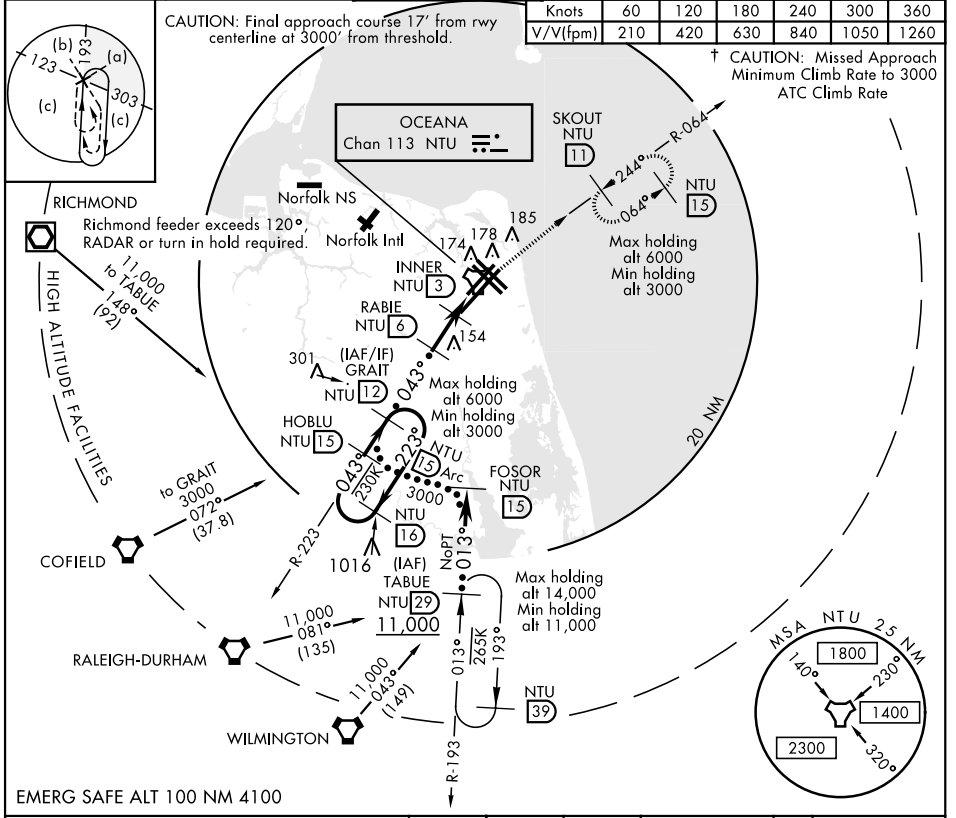 CAUTION: Final approach course 17' from rwy
centerline at 3000' from threshold.
Knots 60 120 180 240 300 360
V/V(fpm) 210 420 630 840 1050 1260
† CAUTION: Missed Approach
Minimum Climb Rate to 3000
ATC Climb Rate
(b) 193 (a)
123
303
(c)
(c)
OCEANA
Chan 113 NTU
SKOUT
NTU
11
R-064
244°
064°
NTU
15
Max holding
alt 6000
Min holding
alt 3000
Norfolk NS
Norfolk Intl
RICHMOND
Richmond feeder exceeds 120°,
RADAR or turn in hold required.
11,000
to TABUE
148°
(92)
HIGH ALTITUDE FACILITIES
174
178
185
INNER
NTU 3
RABIE
NTU 6
154
301
(IAF/IF)
GRAIT
NTU 12
043°
Max holding
alt 6000
Min holding
alt 3000
20 NM
HOBLU
NTU 15
043°
230K
223°
NTU
15 Arc
3000
FOSOR
NTU
15
NTU
16
R-223
1016
NoPT
013°
to GRAIT
3000
072°
(37.8)
COFIELD
(IAF)
TABUE
NTU 29
11,000
Max holding
alt 14,000
Min holding
alt 11,000
013°
265K
193°
NTU
39
11,000
081°
(135)
RALEIGH-DURHAM
11,000
043°
(149)
WILMINGTON
R-193
MSA NTU 25 NM
1800
140°
230°
1400
2300
320°
EMERG SAFE ALT 100 NM 4100